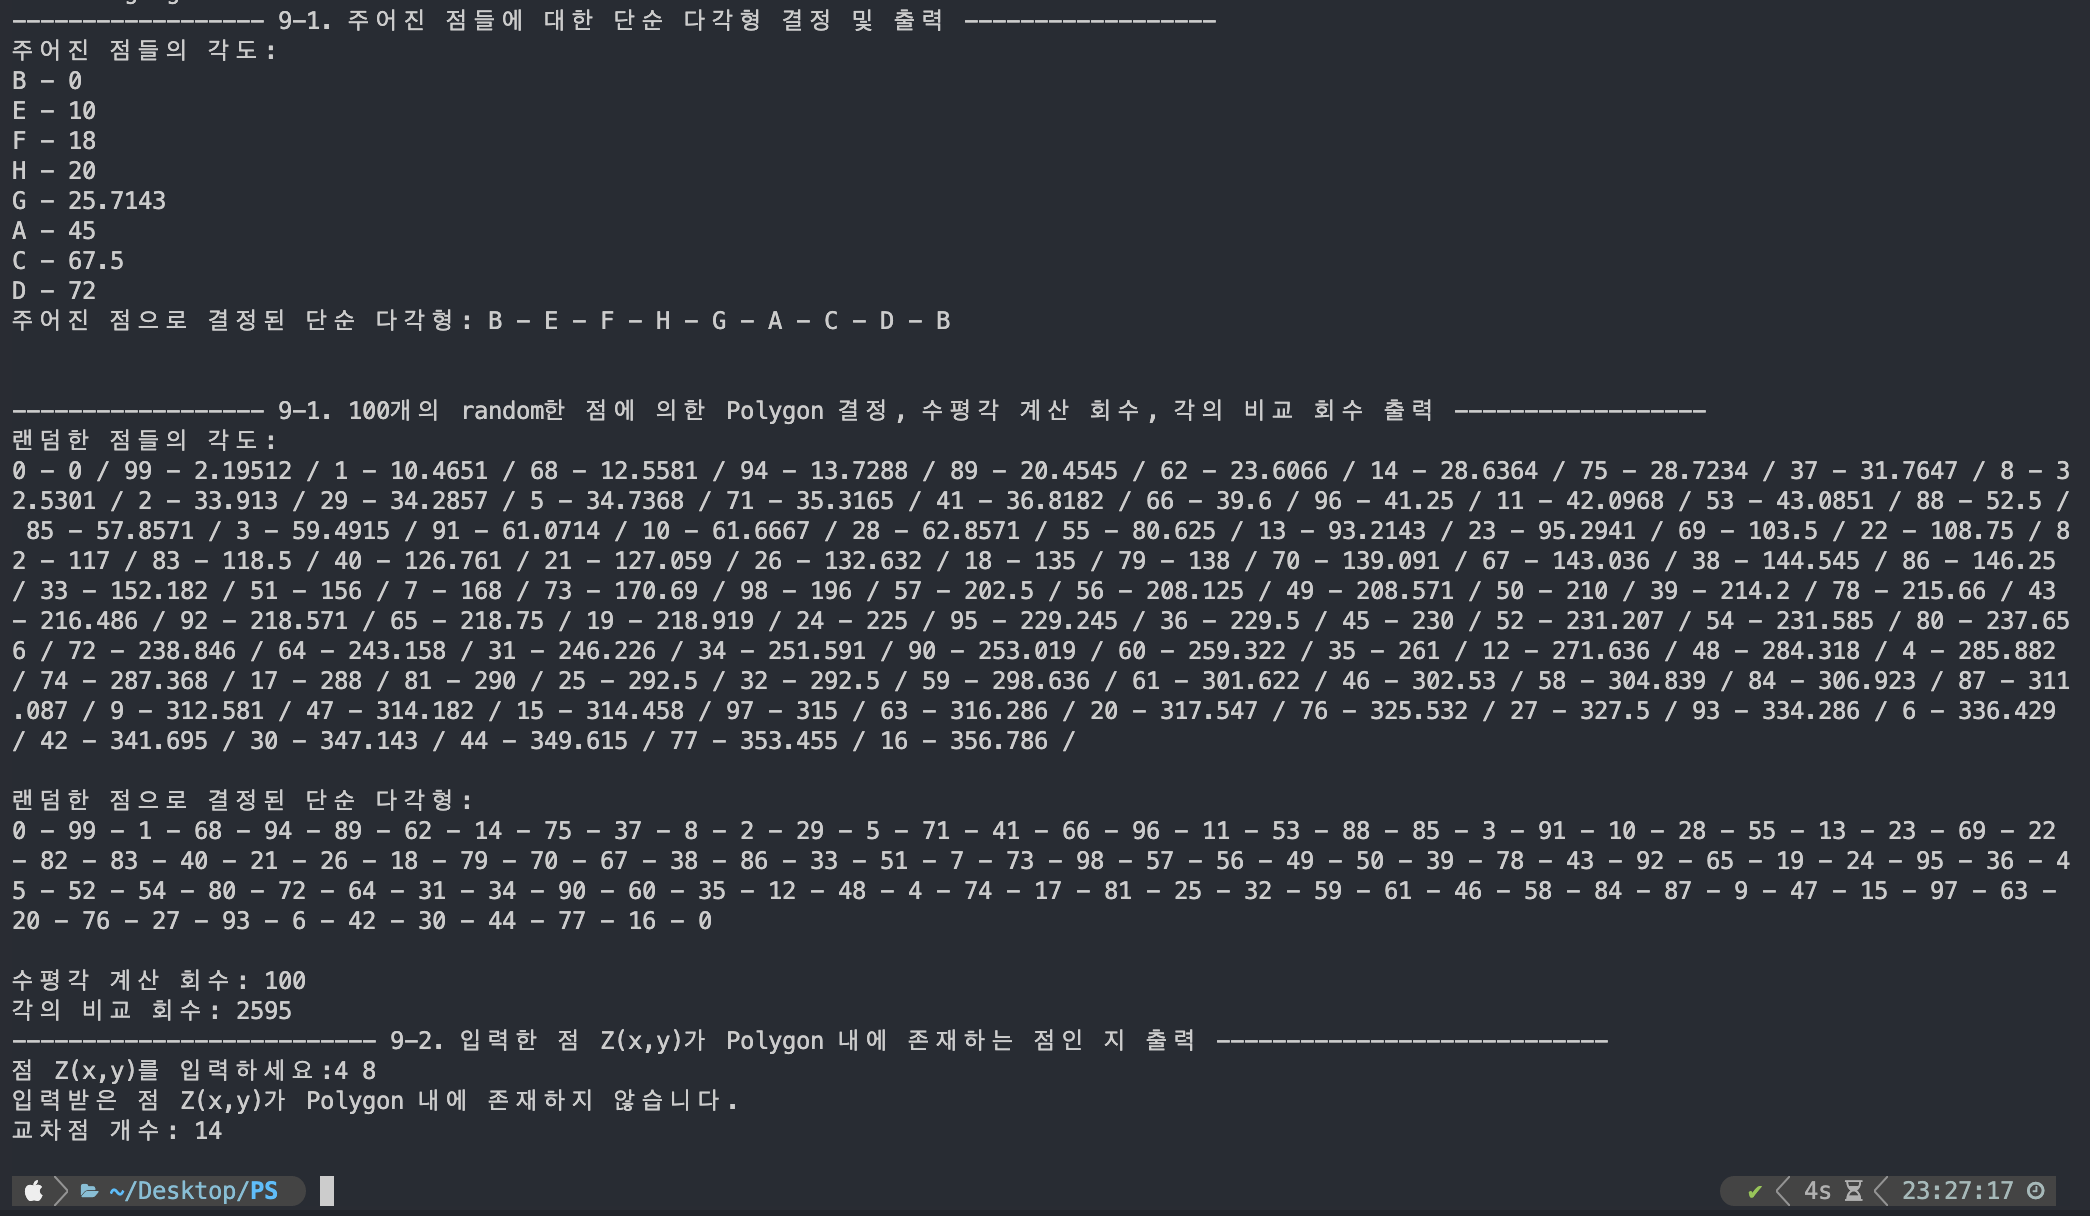 ------------------ 9-1. 주어진 점들에 대한 단순 다각형 결정 및 출력 ------------------
주어진 점들의 각도:
B - 0
E - 10
F - 18
H - 20
G - 25.7143
A - 45
C - 67.5
D - 72
주어진 점으로 결정된 단순 다각형: B - E - F - H - G - A - C - D - B
------------------ 9-1. 100개의 random한 점에 의한 Polygon 결정, 수평각 계산 회수, 각의 비교 회수 출력 ------------------
랜덤한 점들의 각도:
0 - 0 / 99 - 2.19512 / 1 - 10.4651 / 68 - 12.5581 / 94 - 13.7288 / 89 - 20.4545 / 62 - 23.6066 / 14 - 28.6364 / 75 - 28.7234 / 37 - 31.7647 / 8 - 3
2.5301 / 2 - 33.913 / 29 - 34.2857 / 5 - 34.7368 / 71 - 35.3165 / 41 - 36.8182 / 66 - 39.6 / 96 - 41.25 / 11 - 42.0968 / 53 - 43.0851 / 88 - 52.5 /
85 - 57.8571 / 3 - 59.4915 / 91 - 61.0714 / 10 - 61.6667 / 28 - 62.8571 / 55 - 80.625 / 13 - 93.2143 / 23 - 95.2941 / 69 - 103.5 / 22 - 108.75 / 8
2 - 117 / 83 - 118.5 / 40 - 126.761 / 21 - 127.059 / 26 - 132.632 / 18 - 135 / 79 - 138 / 70 - 139.091 / 67 - 143.036 / 38 - 144.545 / 86 - 146.25
/ 33 - 152.182 / 51 - 156 / 7 - 168 / 73 - 170.69 / 98 - 196 / 57 - 202.5 / 56 - 208.125 / 49 - 208.571 / 50 - 210 / 39 - 214.2 / 78 - 215.66 / 43
- 216.486 / 92 - 218.571 / 65 - 218.75 / 19 - 218.919 / 24 - 225 / 95 - 229.245 / 36 - 229.5 / 45 - 230 / 52 - 231.207 / 54 - 231.585 / 80 - 237.65
6 / 72 - 238.846 / 64 - 243.158 / 31 - 246.226 / 34 - 251.591 / 90 - 253.019 / 60 - 259.322 / 35 - 261 / 12 - 271.636 / 48 - 284.318 / 4 - 285.882
/ 74 - 287.368 / 17 - 288 / 81 - 290 / 25 - 292.5 / 32 - 292.5 / 59 - 298.636 / 61 - 301.622 / 46 - 302.53 / 58 - 304.839 / 84 - 306.923 / 87 - 311
.087 / 9 - 312.581 / 47 - 314.182 / 15 - 314.458 / 97 - 315 / 63 - 316.286 / 20 - 317.547 / 76 - 325.532 / 27 - 327.5 / 93 - 334.286 / 6 - 336.429
/ 42 - 341.695 / 30 - 347.143 / 44 - 349.615 / 77 - 353.455 / 16 - 356.786 /
랜덤한 점으로 결정된 단순 다각형:
0 - 99 - 1 - 68 - 94 - 89 - 62 - 14 - 75 - 37 - 8 - 2 - 29 - 5 - 71 - 41 - 66 - 96 - 11 - 53 - 88 - 85 - 3 - 91 - 10 - 28 - 55 - 13 - 23 - 69 - 22
- 82 - 83 - 40 - 21 - 26 - 18 - 79 - 70 - 67 - 38 - 86 - 33 - 51 - 7 - 73 - 98 - 57 - 56 - 49 - 50 - 39 - 78 - 43 - 92 - 65 - 19 - 24 - 95 - 36 - 4
5 - 52 - 54 - 80 - 72 - 64 - 31 - 34 - 90 - 60 - 35 - 12 - 48 - 4 - 74 - 17 - 81 - 25 - 32 - 59 - 61 - 46 - 58 - 84 - 87 - 9 - 47 - 15 - 97 - 63 -
20 - 76 - 27 - 93 - 6 - 42 - 30 - 44 - 77 - 16 - 0
수평각 계산 회수: 100
각의 비교 회수: 2595
-------------------------- 9-2. 입력한 점 Z(x,y)가 Polygon 내에 존재하는 점인 지 출력 ----------------------------
점 Z(x,y)를 입력하세요:4 8
입력받은 점 Z(x,y)가 Polygon 내에 존재하지 않습니다.
교차점 개수: 14
~/Desktop/PS ✔ 4s 23:27:17